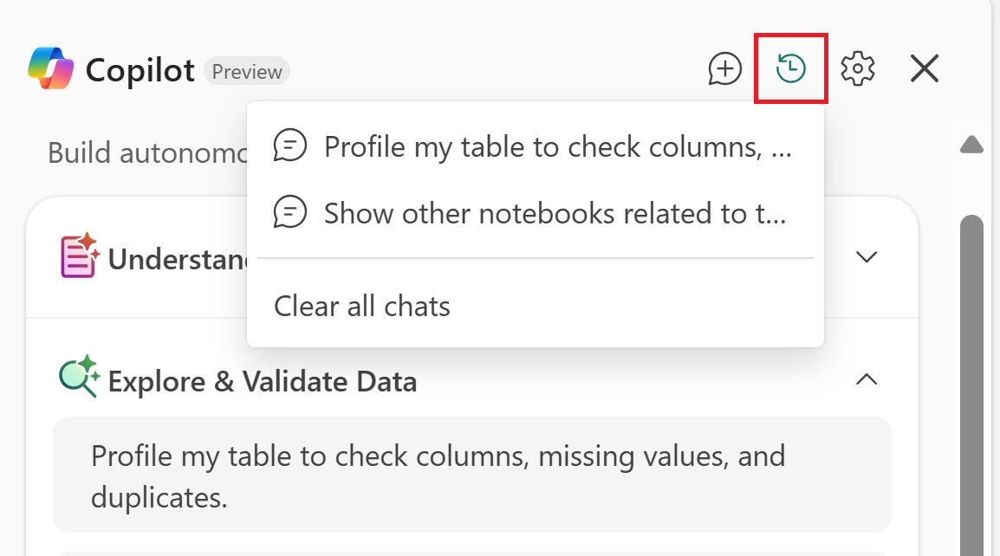 Copilot Preview
Profile my table to check columns, ...
Build autonomo
Show other notebooks related to t...
Understan
Clear all chats
Explore & Validate Data
Profile my table to check columns, missing values, and
duplicates.